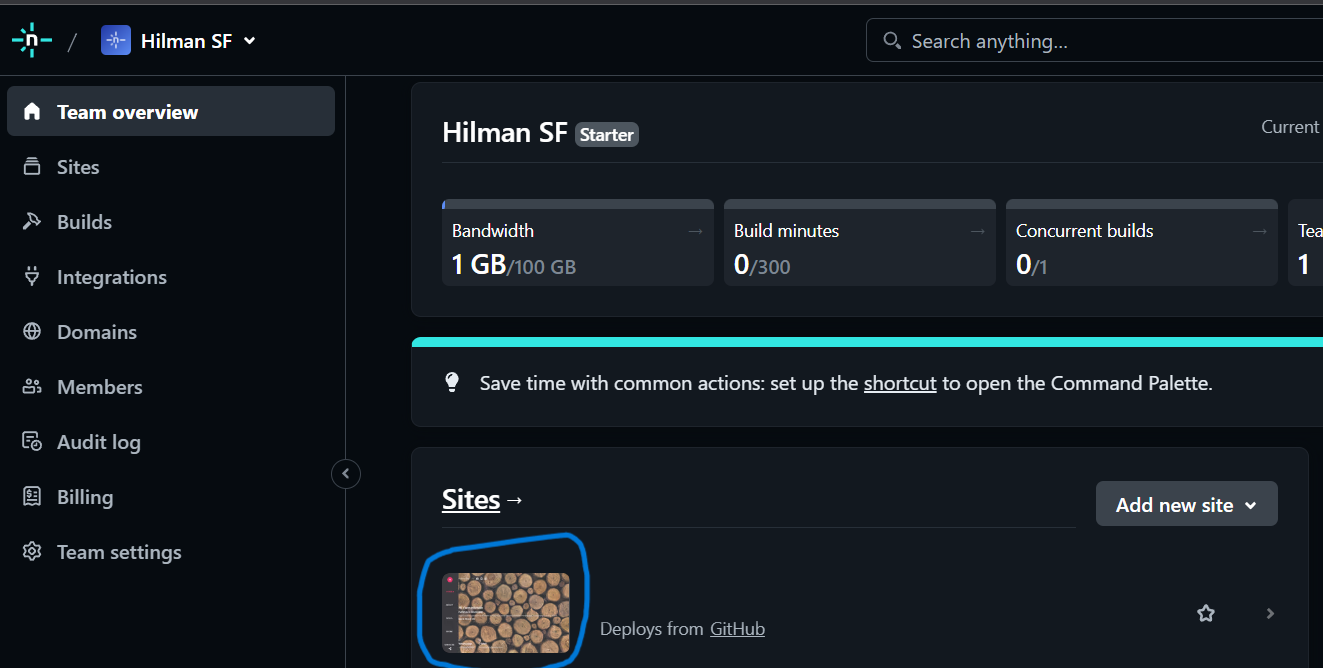 n / Hilman SF
Search anything...
Team overview
Sites
Builds
Integrations
Domains
Members
Audit log
Billing
Team settings
Hilman SF Starter
Current
Bandwidth →
1 GB/100 GB
Build minutes →
0/300
Concurrent builds →
0/1
Tea
1
Save time with common actions: set up the shortcut to open the Command Palette.
Sites →
Add new site
Deploys from GitHub